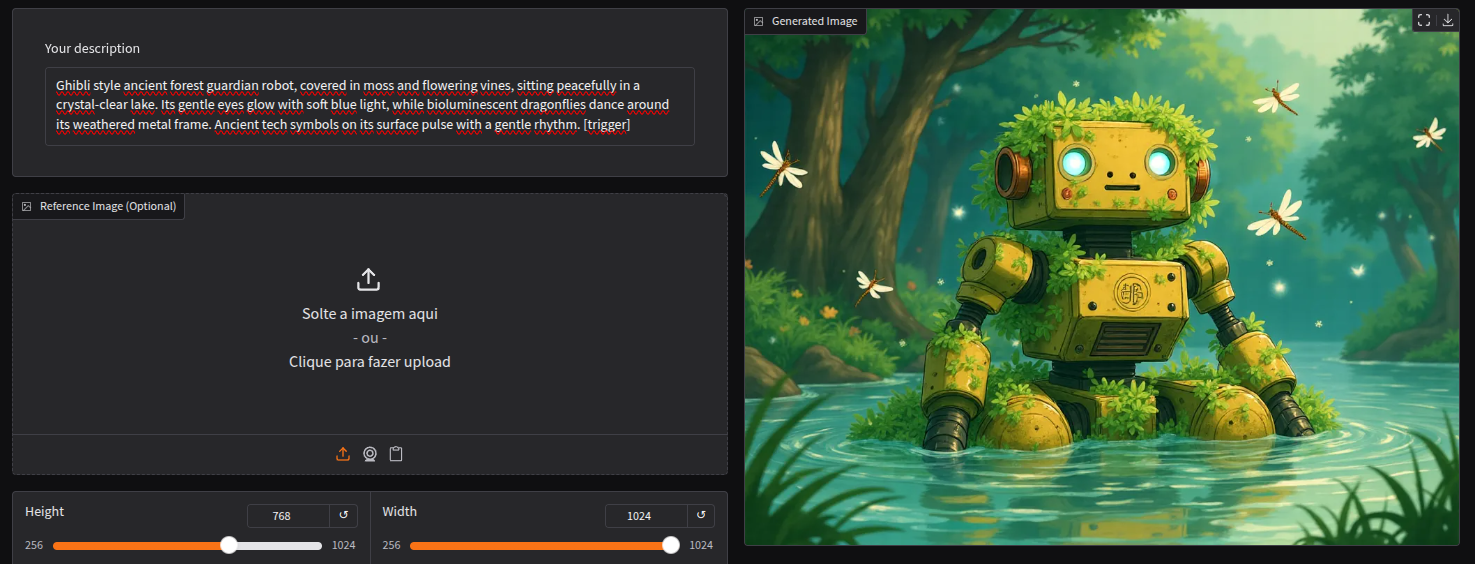 Your description
Ghibli style ancient forest guardian robot, covered in moss and flowering vines, sitting peacefully in a
crystal-clear lake. Its gentle eyes glow with soft blue light, while bioluminescent dragonflies dance around
its weathered metal frame. Ancient tech symbols on its surface pulse with a gentle rhythm. [trigger]
Reference Image (Optional)
Solte a imagem aqui
- ou -
Clique para fazer upload
Height
768
256
1024
Width
1024
256
1024
Generated Image